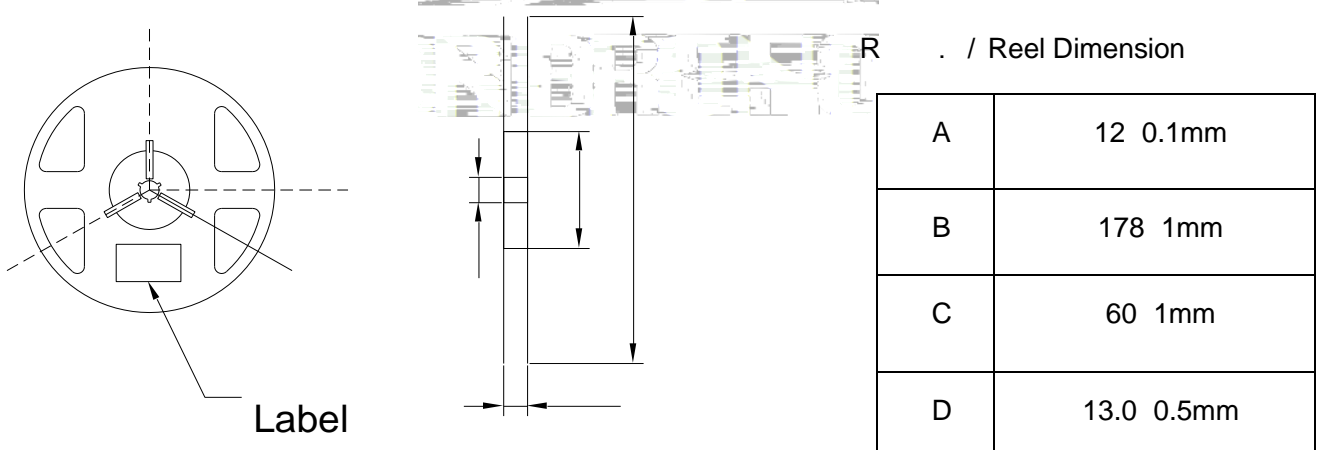 R . / Reel Dimension
A 12 0.1mm
B 178 1mm
C 60 1mm
D 13.0 0.5mm
Label